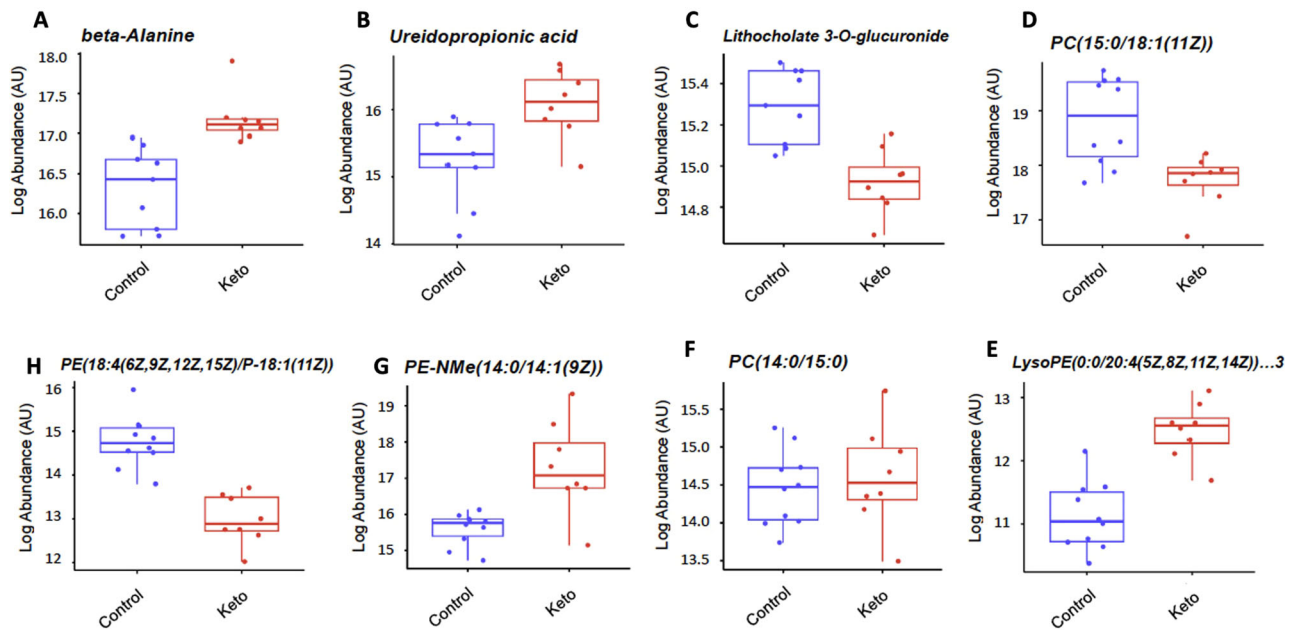 A
beta-Alanine
Log Abundance (AU)
18.0
17.5
17.0
16.5
16.0
Control
Keto
B
Ureidopropionic acid
Log Abundance (AU)
16
15
14
Control
Keto
C
Lithocholate 3-O-glucuronide
Log Abundance (AU)
15.4
15.2
15.0
14.8
Control
Keto
D
PC(15:0/18:1(11Z))
Log Abundance (AU)
19
18
17
Control
Keto
H
PE(18:4(6Z,9Z,12Z,15Z)/P-18:1(11Z))
Log Abundance (AU)
16
15
14
13
12
Control
Keto
G
PE-NMe(14:0/14:1(9Z))
Log Abundance (AU)
19
18
17
16
15
Control
Keto
F
PC(14:0/15:0)
Log Abundance (AU)
15.5
15.0
14.5
14.0
13.5
Control
Keto
E
LysoPE(0:0/20:4(5Z,8Z,11Z,14Z))...3
Log Abundance (AU)
13
12
11
Control
Keto